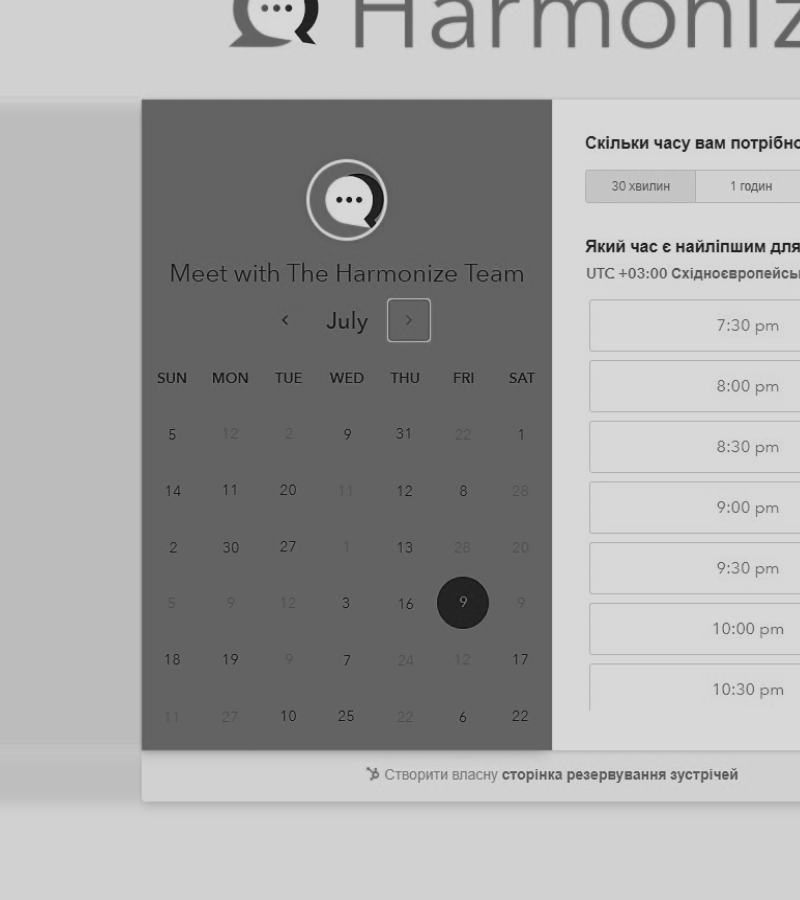 Harmoniz
Meet with The Harmonize Team
July
SUN MON TUE WED THU FRI SAT
5 12 2 9 31 22 1
14 11 20 11 12 8 28
2 30 27 1 13 28 20
5 9 12 3 16 9 9
18 19 9 7 24 12 17
11 27 10 25 22 6 22
Скільки часу вам потрібно
30 хвилин 1 годин
Який час є найліпшим для
UTC +03:00 Східноєвропейсь
7:30 pm
8:00 pm
8:30 pm
9:00 pm
9:30 pm
10:00 pm
10:30 pm
Створити власну сторінка резервування зустрічей